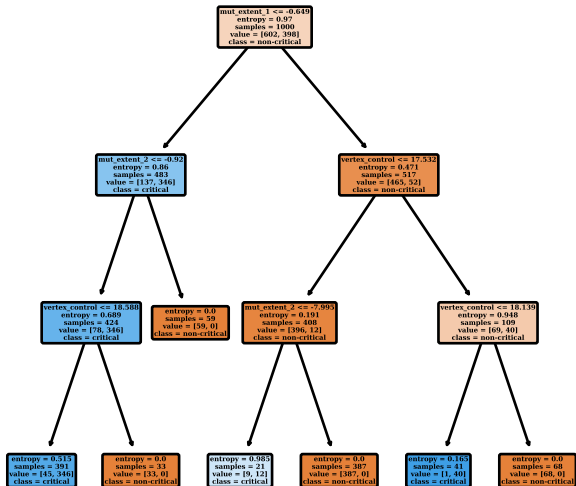 mut_extent_1 <= -0.649
entropy = 0.97
samples = 1000
value = [602, 398]
class = non-critical
mut_extent_2 <= -0.92
entropy = 0.86
samples = 483
value = [137, 346]
class = critical
vertex_control <= 17.532
entropy = 0.471
samples = 517
value = [465, 52]
class = non-critical
vertex_control <= 18.588
entropy = 0.689
samples = 424
value = [78, 346]
class = critical
entropy = 0.0
samples = 59
value = [59, 0]
class = non-critical
mut_extent_2 <= -7.995
entropy = 0.191
samples = 408
value = [396, 12]
class = non-critical
vertex_control <= 18.139
entropy = 0.948
samples = 109
value = [69, 40]
class = non-critical
entropy = 0.515
samples = 391
value = [45, 346]
class = critical
entropy = 0.0
samples = 33
value = [33, 0]
class = non-critical
entropy = 0.985
samples = 21
value = [9, 12]
class = critical
entropy = 0.0
samples = 387
value = [387, 0]
class = non-critical
entropy = 0.165
samples = 41
value = [1, 40]
class = critical
entropy = 0.0
samples = 68
value = [68, 0]
class = non-critical